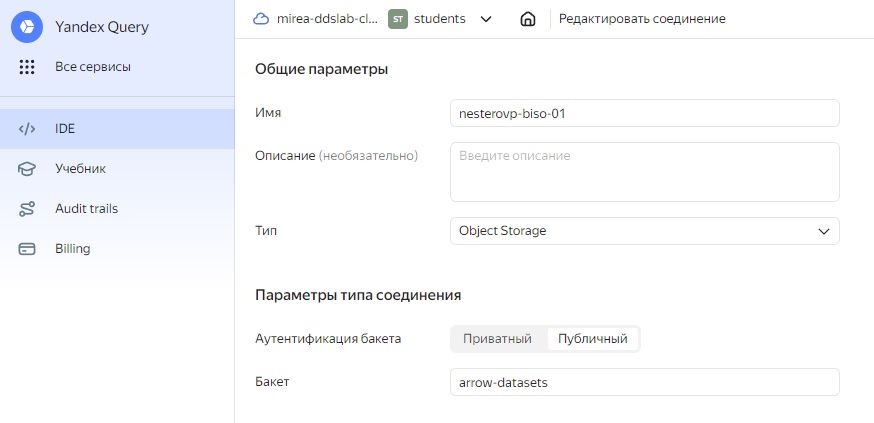 Yandex Query
Все сервисы
IDE
Учебник
Audit trails
Billing
mirea-ddslab-cl... ST students
Редактировать соединение
Общие параметры
Имя
nesterovp-biso-01
Описание (необязательно)
Введите описание
Тип
Object Storage
Параметры типа соединения
Аутентификация бакета
Приватный Публичный
Бакет
arrow-datasets